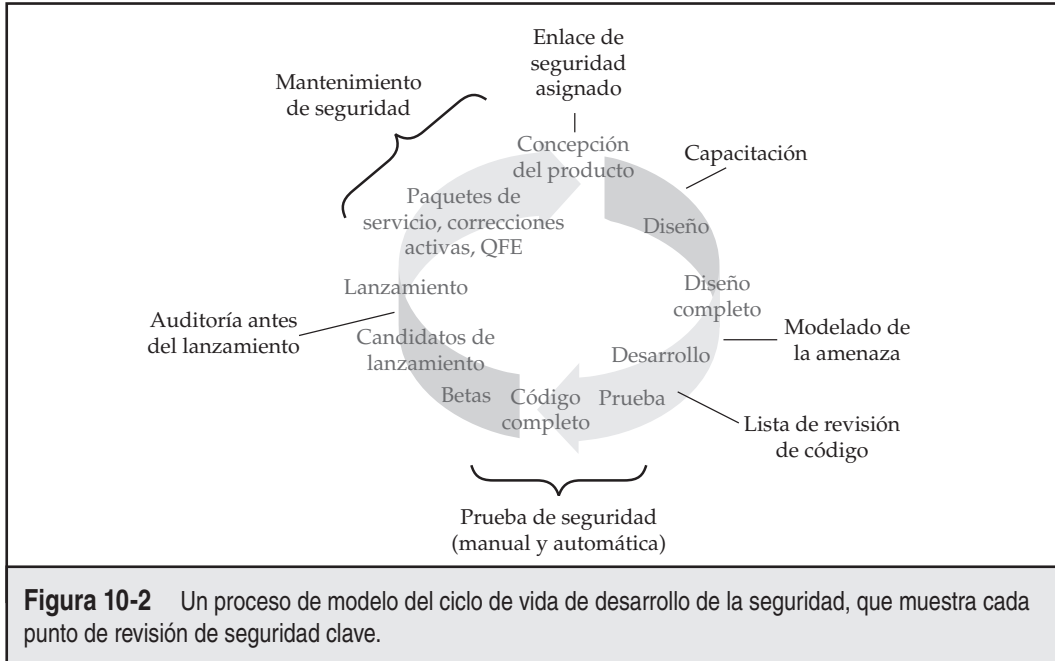 Enlace de
seguridad
asignado
Mantenimiento
de seguridad
Concepción
del producto
Capacitación
Paquetes de
servicio, correcciones
activas, QFE
Diseño
Lanzamiento
Diseño
completo
Auditoría antes
del lanzamiento
Modelado de
la amenaza
Candidatos de
lanzamiento
Desarrollo
Betas
Código
completo
Prueba
Lista de revisión
de código
Prueba de seguridad
(manual y automática)
Figura 10-2 Un proceso de modelo del ciclo de vida de desarrollo de la seguridad, que muestra cada
punto de revisión de seguridad clave.